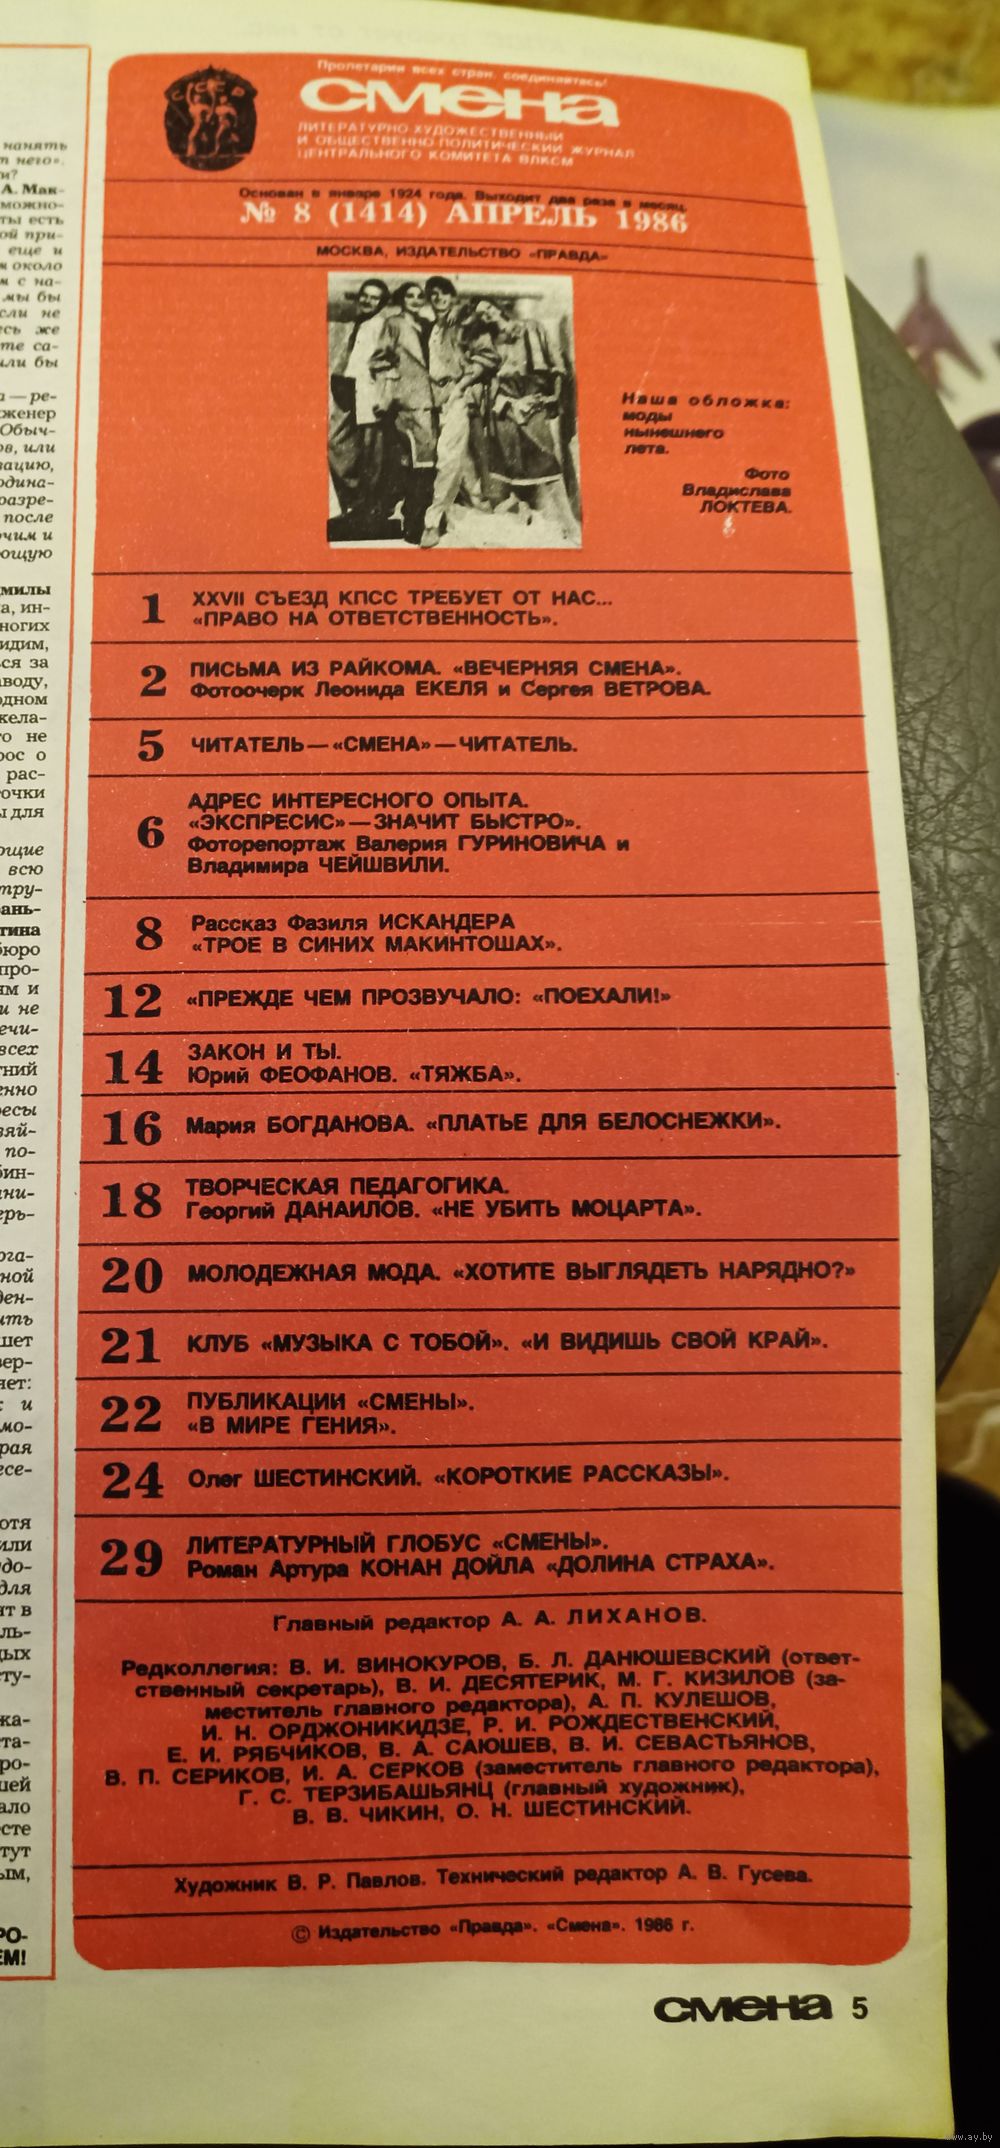 Пролетарии всех стран, соединяйтесь!
СССР
смена
ЛИТЕРАТУРНО-ХУДОЖЕСТВЕННЫЙ
И ОБЩЕСТВЕННО-ПОЛИТИЧЕСКИЙ ЖУРНАЛ
ЦЕНТРАЛЬНОГО КОМИТЕТА ВЛКСМ
Основан в январе 1924 года. Выходит два раза в месяц.
№ 8 (1414) АПРЕЛЬ 1986
МОСКВА, ИЗДАТЕЛЬСТВО «ПРАВДА»
Наша обложка:
моды
нынешнего
лета.
Фото
Владислава
ЛОКТЕВА.
1 XXVII СЪЕЗД КПСС ТРЕБУЕТ ОТ НАС...
«ПРАВО НА ОТВЕТСТВЕННОСТЬ».
2 ПИСЬМА ИЗ РАЙКОМА. «ВЕЧЕРНЯЯ СМЕНА».
Фотоочерк Леонида ЕКЕЛЯ и Сергея ВЕТРОВА.
5 ЧИТАТЕЛЬ — «СМЕНА» — ЧИТАТЕЛЬ.
6 АДРЕС ИНТЕРЕСНОГО ОПЫТА.
«ЭКСПРЕСИС» — ЗНАЧИТ БЫСТРО».
Фоторепортаж Валерия ГУРИНОВИЧА и
Владимира ЧЕЙШВИЛИ.
8 Рассказ Фазиля ИСКАНДЕРА
«ТРОЕ В СИНИХ МАКИНТОШАХ».
12 «ПРЕЖДЕ ЧЕМ ПРОЗВУЧАЛО: «ПОЕХАЛИ!»
14 ЗАКОН И ТЫ.
Юрий ФЕОФАНОВ. «ТЯЖБА».
16 Мария БОГДАНОВА. «ПЛАТЬЕ ДЛЯ БЕЛОСНЕЖКИ».
18 ТВОРЧЕСКАЯ ПЕДАГОГИКА.
Георгий ДАНАИЛОВ. «НЕ УБИТЬ МОЦАРТА».
20 МОЛОДЕЖНАЯ МОДА. «ХОТИТЕ ВЫГЛЯДЕТЬ НАРЯДНО?»
21 КЛУБ «МУЗЫКА С ТОБОЙ». «И ВИДИШЬ СВОЙ КРАЙ».
22 ПУБЛИКАЦИИ «СМЕНЫ».
«В МИРЕ ГЕНИЯ».
24 Олег ШЕСТИНСКИЙ. «КОРОТКИЕ РАССКАЗЫ».
29 ЛИТЕРАТУРНЫЙ ГЛОБУС «СМЕНЫ».
Роман Артура КОНАН ДОЙЛА «ДОЛИНА СТРАХА».
Главный редактор А. А. ЛИХАНОВ.
Редколлегия: В. И. ВИНОКУРОВ, Б. Л. ДАНЮШЕВСКИЙ (ответ-
ственный секретарь), В. И. ДЕСЯТЕРИК, М. Г. КИЗИЛОВ (за-
меститель главного редактора), А. П. КУЛЕШОВ,
И. Н. ОРДЖОНИКИДЗЕ, Р. И. РОЖДЕСТВЕНСКИЙ,
Е. И. РЯБЧИКОВ, В. А. САЮШЕВ, В. И. СЕВАСТЬЯНОВ,
В. П. СЕРИКОВ, И. А. СЕРКОВ (заместитель главного редактора),
Г. С. ТЕРЗИБАШЬЯНЦ (главный художник),
В. В. ЧИКИН, О. Н. ШЕСТИНСКИЙ.
Художник В. Р. Павлов. Технический редактор А. В. Гусева.
© Издательство «Правда». «Смена». 1986 г.
смена 5
www.ay.by